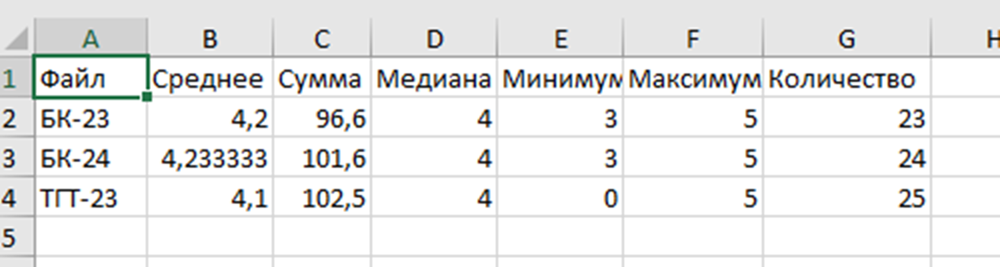 A B C D E F G H
1 Файл Среднее Сумма Медиана Минимум Максимум Количество
2 БК-23 4,2 96,6 4 3 5 23
3 БК-24 4,233333 101,6 4 3 5 24
4 ТГТ-23 4,1 102,5 4 0 5 25
5